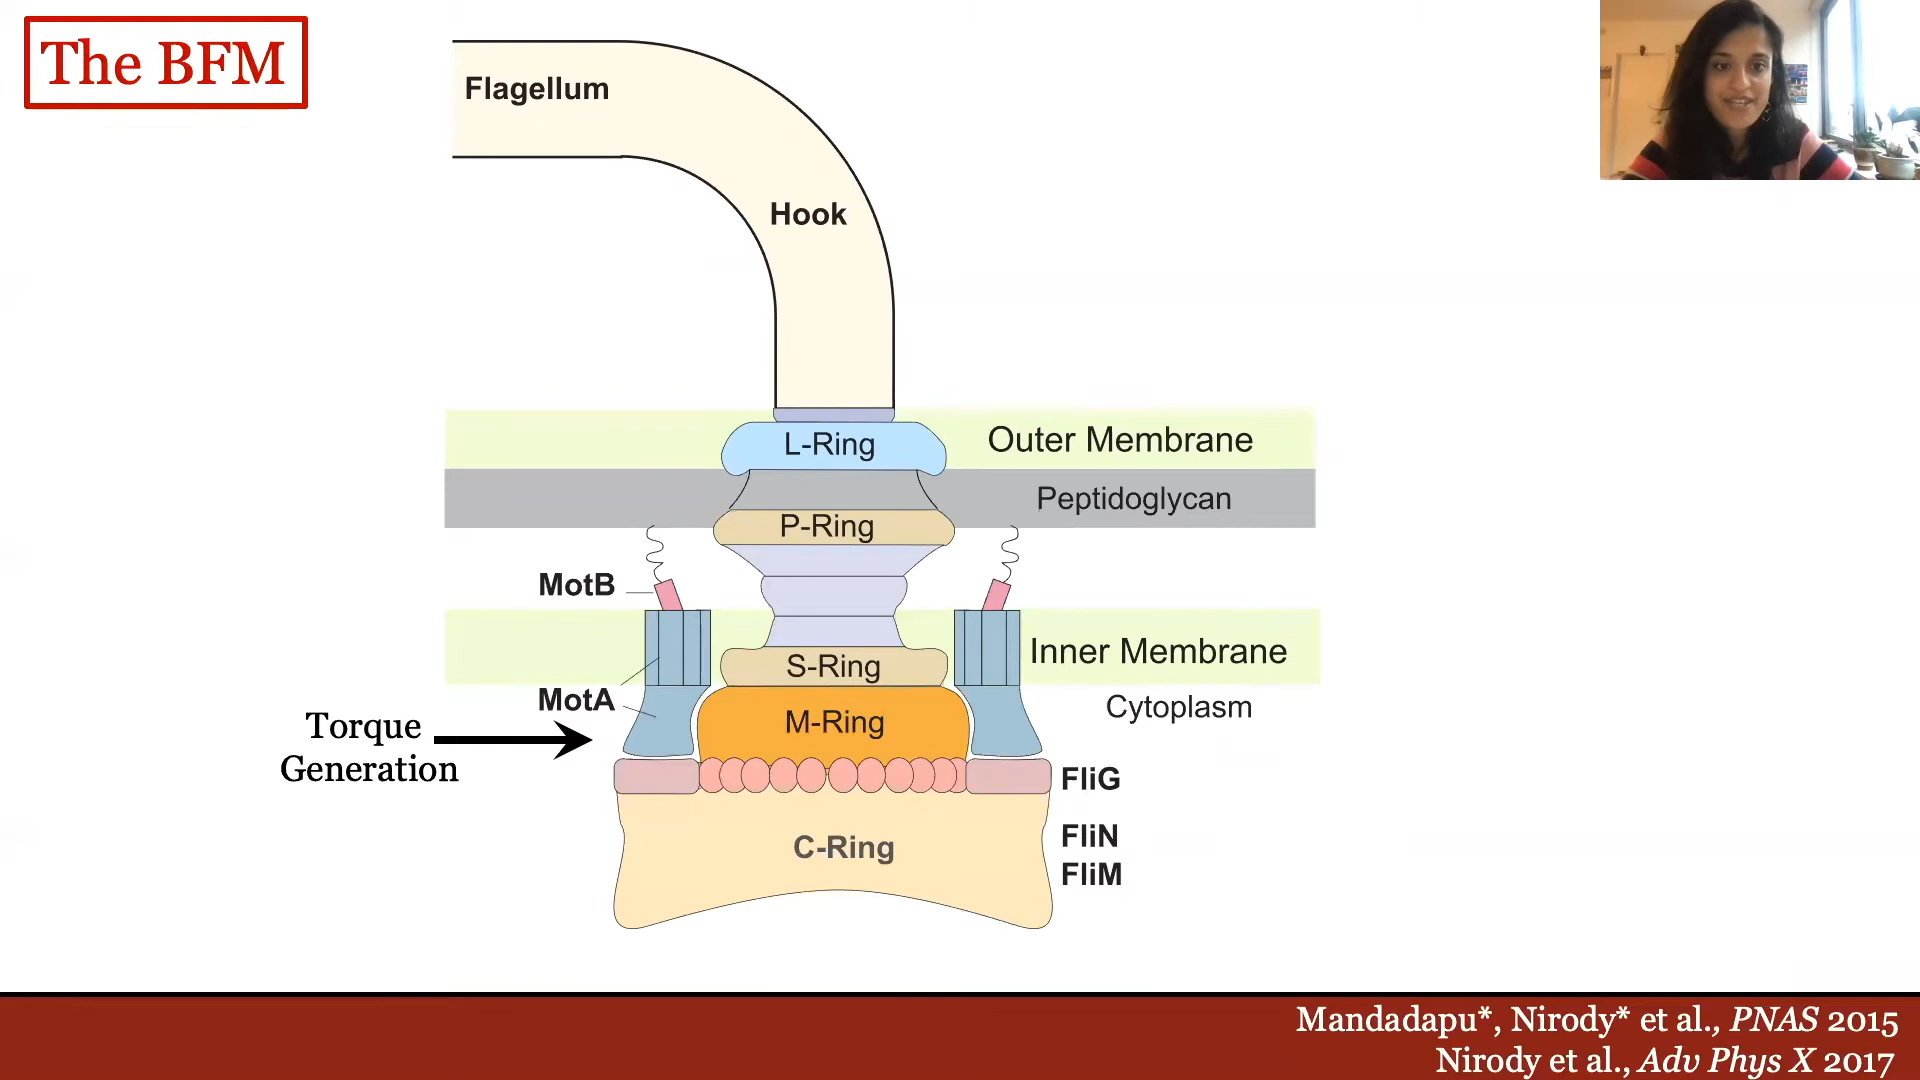 The BFM
Flagellum
Hook
L-Ring
Outer Membrane
Peptidoglycan
P-Ring
MotB
Inner Membrane
S-Ring
MotA
Cytoplasm
Torque
Generation
M-Ring
FliG
FliN
C-Ring
FliM
Mandadapu*, Nirody* et al., PNAS 2015
Nirody et al., Adv Phys X 2017